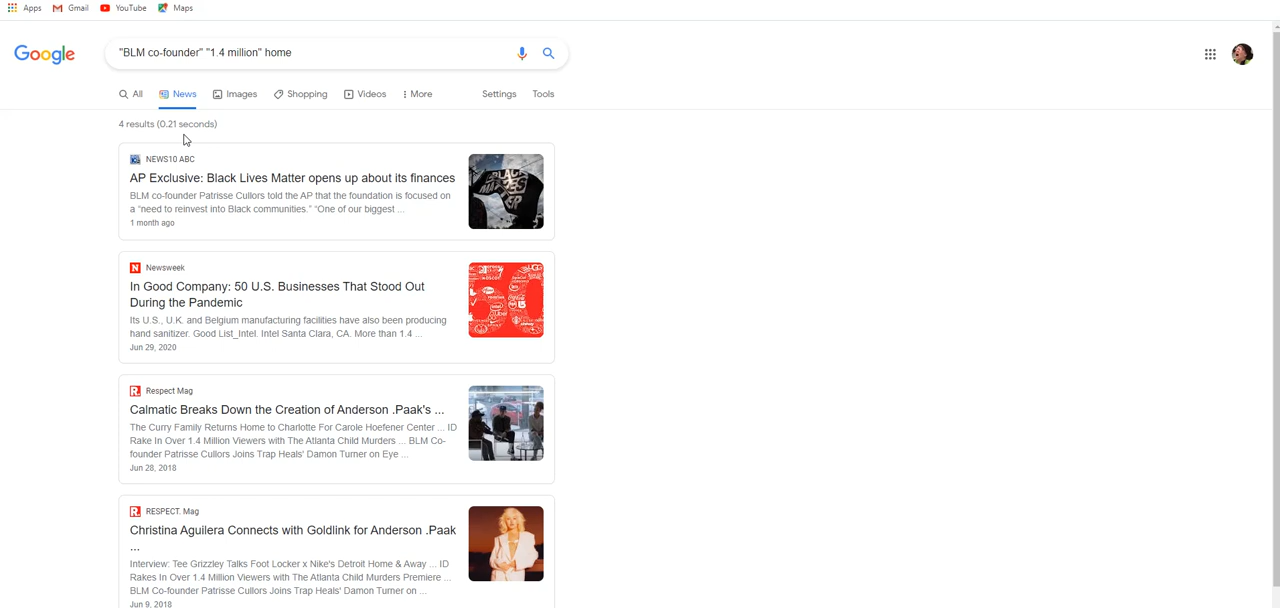 Apps Gmail YouTube Maps
Google
"BLM co-founder" "1.4 million" home
All News Images Shopping Videos More Settings Tools
4 results (0.21 seconds)
NEWS10 ABC
AP Exclusive: Black Lives Matter opens up about its finances
BLM co-founder Patrisse Cullors told the AP that the foundation is focused on
a “need to reinvest into Black communities.” “One of our biggest ...
1 month ago
Newsweek
In Good Company: 50 U.S. Businesses That Stood Out
During the Pandemic
Its U.S., U.K. and Belgium manufacturing facilities have also been producing
hand sanitizer. Good List_Intel. Intel Santa Clara, CA. More than 1.4 ...
Jun 29, 2020
Respect Mag
Calmatic Breaks Down the Creation of Anderson .Paak's ...
The Curry Family Returns Home to Charlotte For Carole Hoefener Center ... ID
Rake In Over 1.4 Million Viewers with The Atlanta Child Murders ... BLM Co-
founder Patrisse Cullors Joins Trap Heals' Damon Turner on Eye ...
Jun 28, 2018
RESPECT. Mag
Christina Aguilera Connects with Goldlink for Anderson .Paak
...
Interview: Tee Grizzley Talks Foot Locker x Nike's Detroit Home & Away ... ID
Rakes In Over 1.4 Million Viewers with The Atlanta Child Murders Premiere ...
BLM Co-founder Patrisse Cullors Joins Trap Heals' Damon Turner on ...
Jun 9, 2018